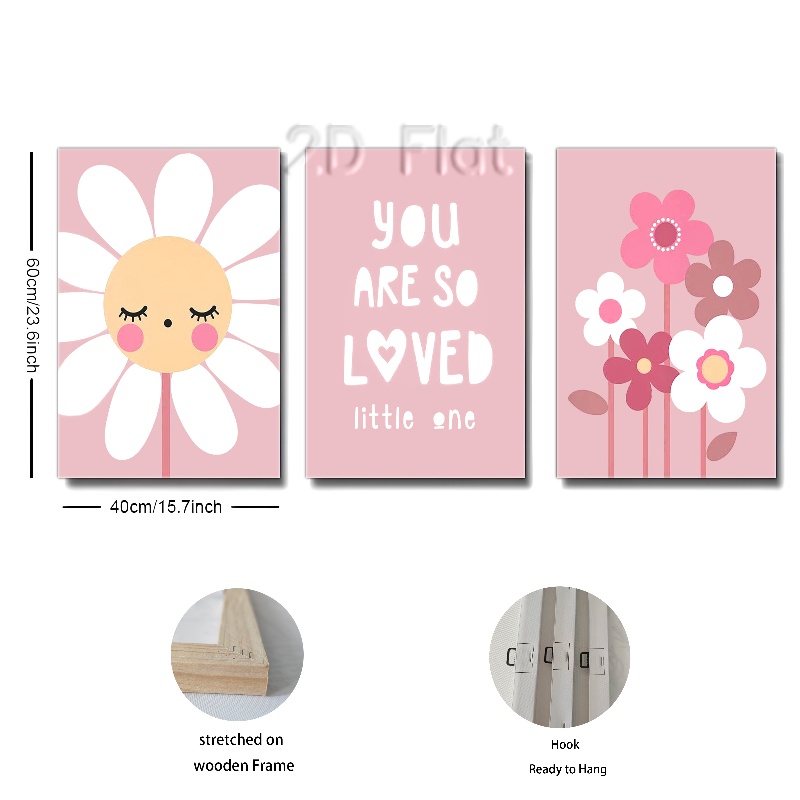 2D Flat
YOU
ARE SO
LOVED
little one
60cm/23.6inch
40cm/15.7inch
stretched on
wooden Frame
Hook
Ready to Hang